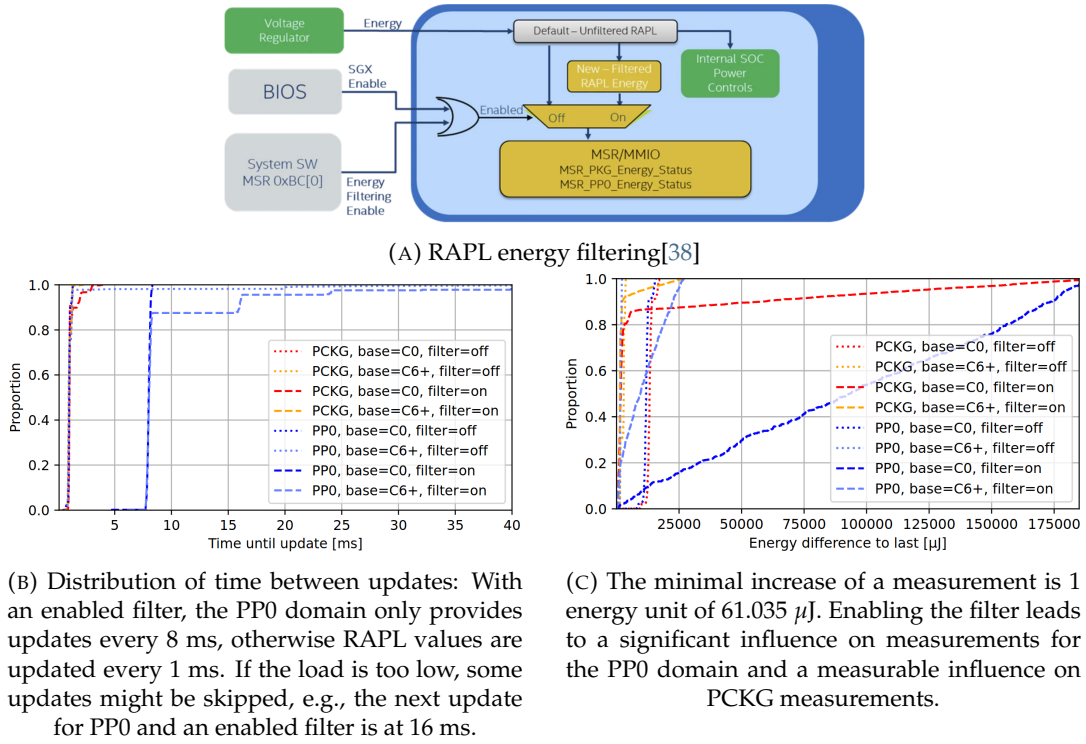 Voltage
Regulator
Energy
Default – Unfiltered RAPL
New – Filtered
RAPL Energy
Internal SOC
Power
Controls
SGX
Enable
BIOS
Enabled
Off
On
System SW
MSR 0xBC[0]
Energy
Filtering
Enable
MSR/MMIO
MSR_PKG_Energy_Status
MSR_PP0_Energy_Status
(A) RAPL energy filtering[38]
1.0
0.8
0.6
0.4
0.2
0.0
Proportion
PCKG, base=C0, filter=off
PCKG, base=C6+, filter=off
PCKG, base=C0, filter=on
PCKG, base=C6+, filter=on
PP0, base=C0, filter=off
PP0, base=C6+, filter=off
PP0, base=C0, filter=on
PP0, base=C6+, filter=on
5 10 15 20 25 30 35 40
Time until update [ms]
1.0
0.8
0.6
0.4
0.2
0.0
Proportion
PCKG, base=C0, filter=off
PCKG, base=C6+, filter=off
PCKG, base=C0, filter=on
PCKG, base=C6+, filter=on
PP0, base=C0, filter=off
PP0, base=C6+, filter=off
PP0, base=C0, filter=on
PP0, base=C6+, filter=on
25000 50000 75000 100000 125000 150000 175000
Energy difference to last [μJ]
(B) Distribution of time between updates: With
an enabled filter, the PP0 domain only provides
updates every 8 ms, otherwise RAPL values are
updated every 1 ms. If the load is too low, some
updates might be skipped, e.g., the next update
for PP0 and an enabled filter is at 16 ms.
(C) The minimal increase of a measurement is 1
energy unit of 61.035 μJ. Enabling the filter leads
to a significant influence on measurements for
the PP0 domain and a measurable influence on
PCKG measurements.